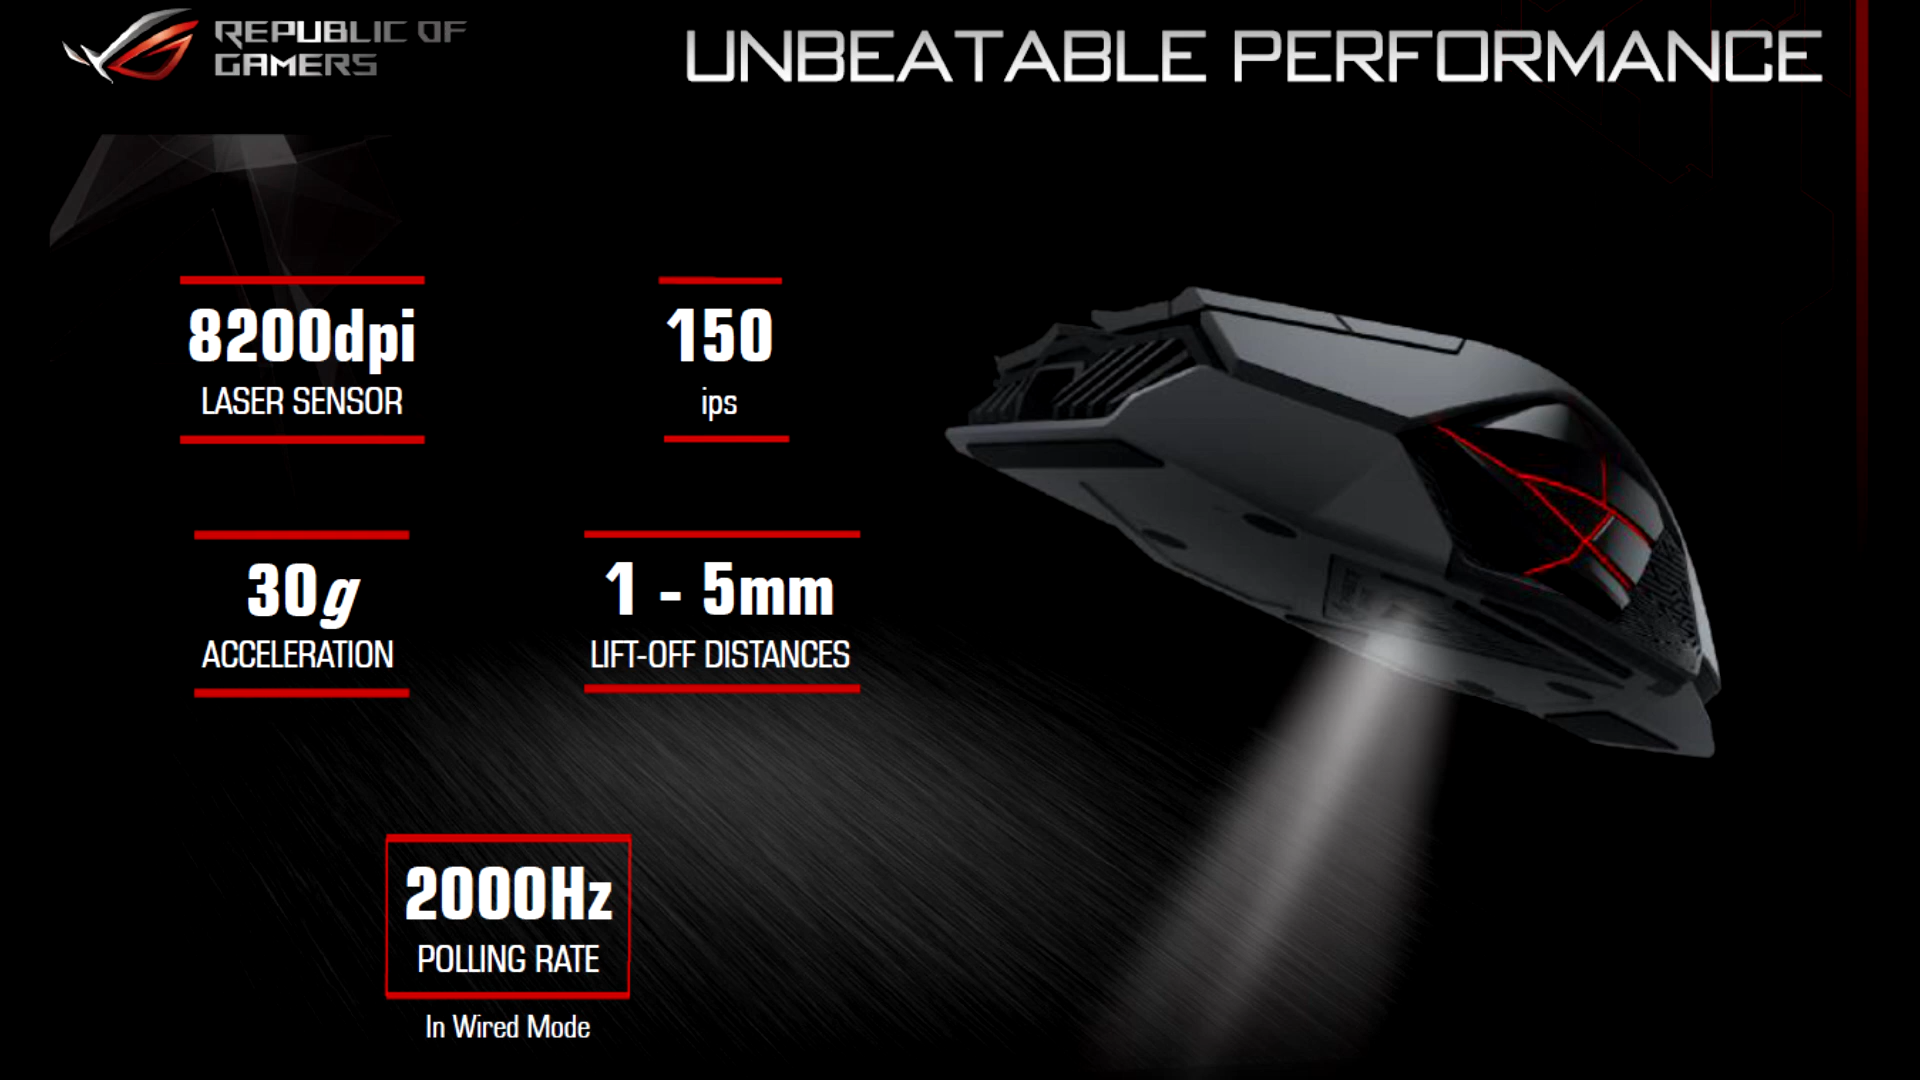 REPUBLIC OF
GAMERS
UNBEATABLE PERFORMANCE
8200dpi
LASER SENSOR
150
ips
30g
ACCELERATION
1 - 5mm
LIFT-OFF DISTANCES
2000Hz
POLLING RATE
In Wired Mode